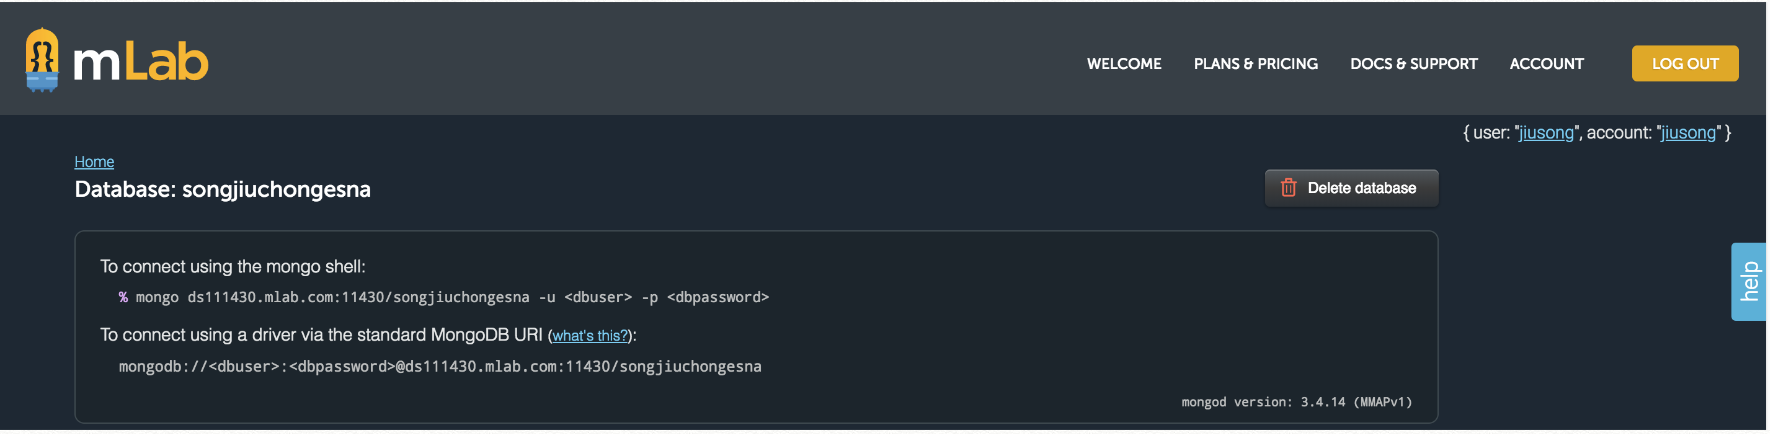 mLab
WELCOME PLANS & PRICING DOCS & SUPPORT ACCOUNT LOG OUT
{ user: "jiusong", account: "jiusong" }
Home
Database: songjiuchongesna
Delete database
To connect using the mongo shell:
% mongo ds111430.mlab.com:11430/songjiuchongesna -u <dbuser> -p <dbpassword>
To connect using a driver via the standard MongoDB URI (what's this?):
mongodb://<dbuser>:<dbpassword>@ds111430.mlab.com:11430/songjiuchongesna
mongod version: 3.4.14 (MMAPv1)
help